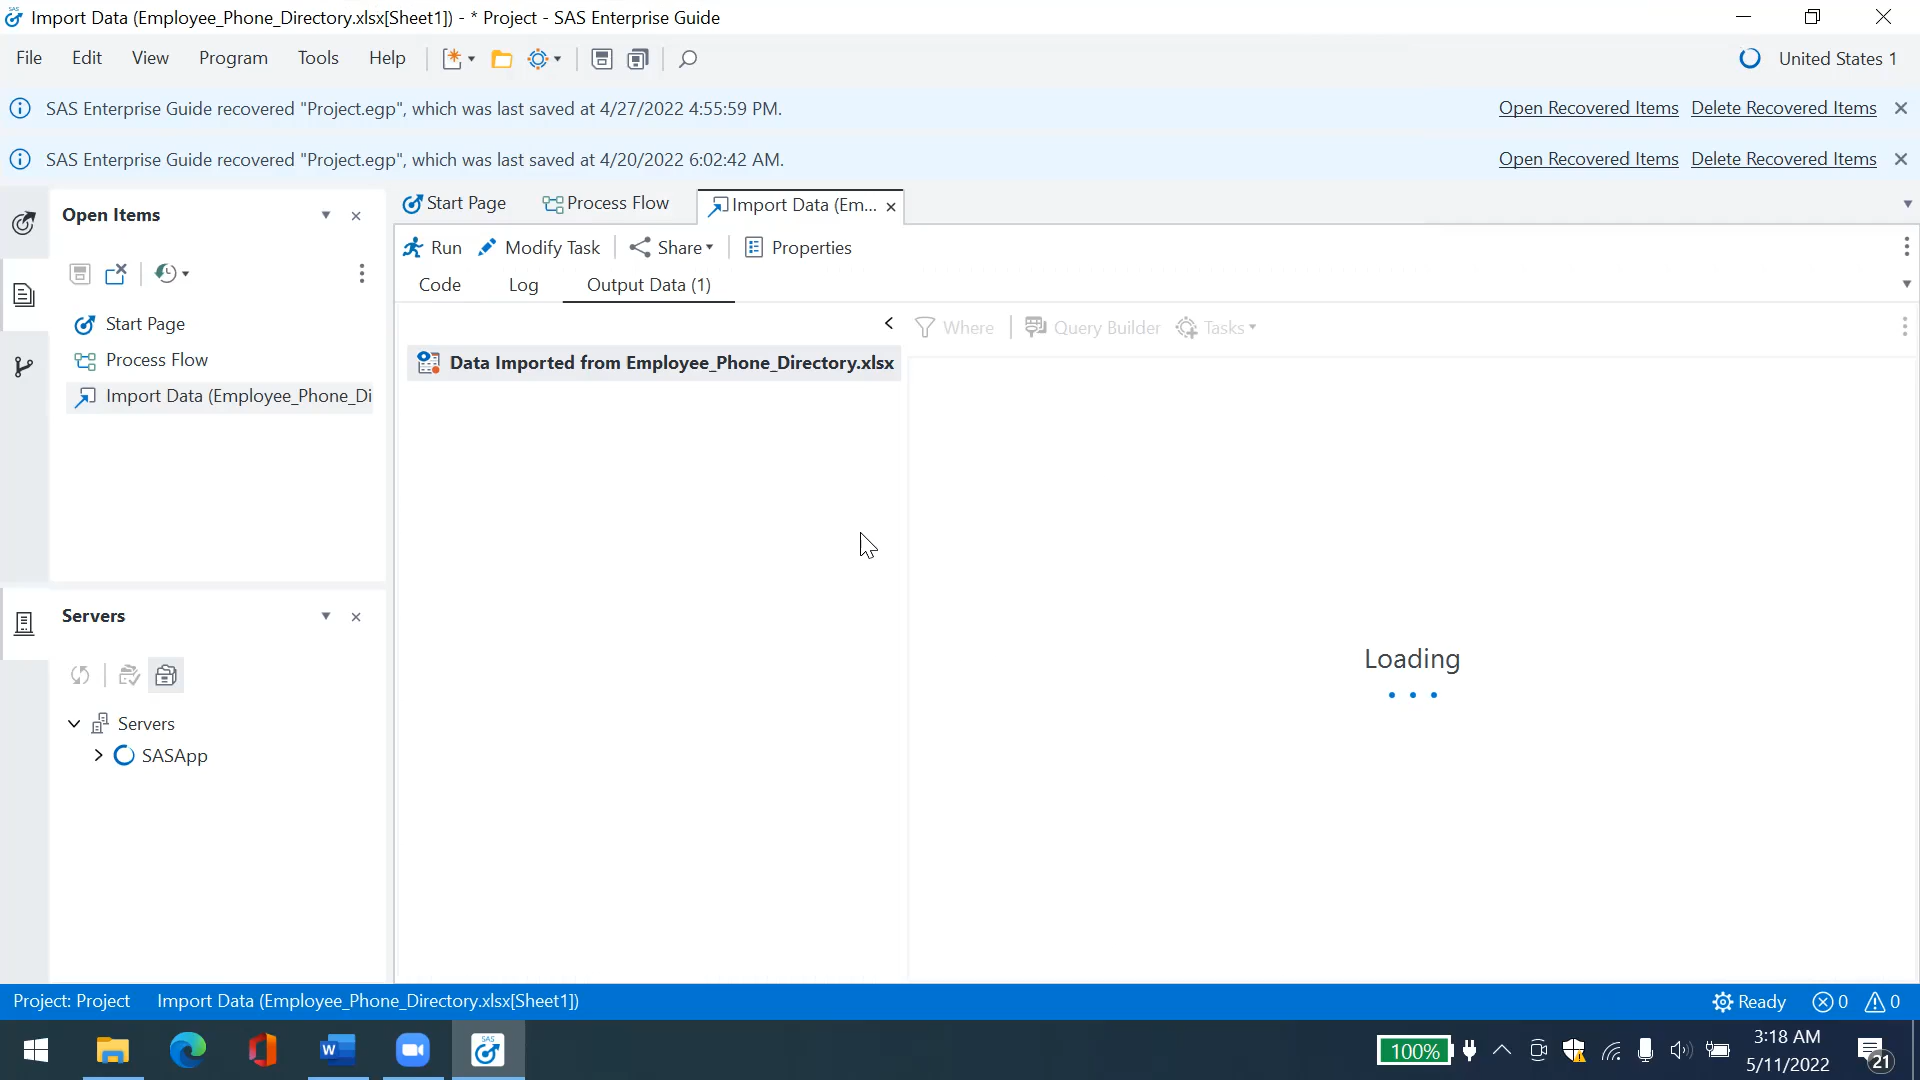 Import Data (Employee_Phone_Directory.xlsx[Sheet1]) - * Project - SAS Enterprise Guide
File Edit View Program Tools Help United States 1
SAS Enterprise Guide recovered "Project.egp", which was last saved at 4/27/2022 4:55:59 PM. Open Recovered Items Delete Recovered Items
SAS Enterprise Guide recovered "Project.egp", which was last saved at 4/20/2022 6:02:42 AM. Open Recovered Items Delete Recovered Items
Open Items
Start Page Process Flow Import Data (Em...
Run Modify Task Share Properties
Code Log Output Data (1)
Where Query Builder Tasks
Start Page
Process Flow
Import Data (Employee_Phone_Di
Data Imported from Employee_Phone_Directory.xlsx
Loading
Servers
Servers
SASApp
Project: Project Import Data (Employee_Phone_Directory.xlsx[Sheet1]) Ready 0 0
W SAS 100% 3:18 AM
5/11/2022 21